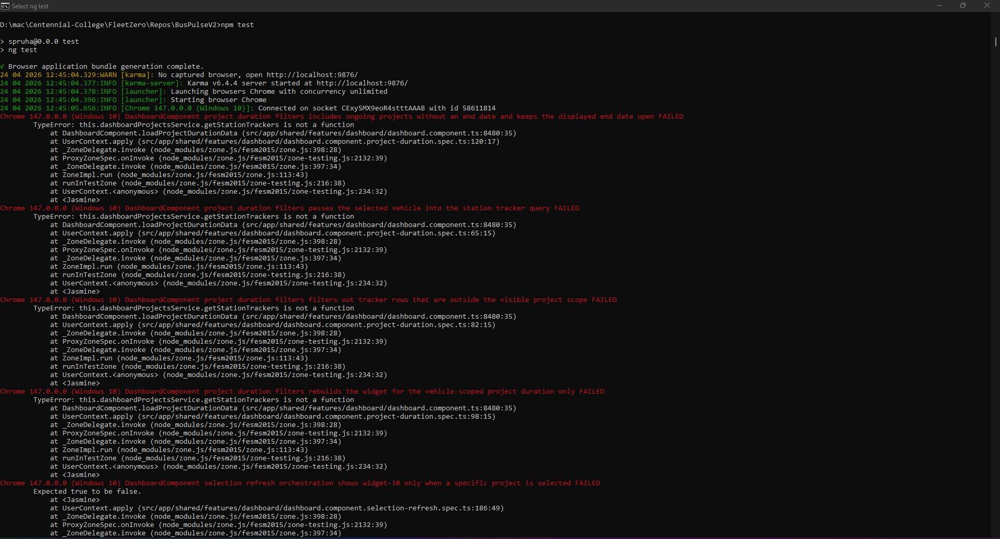 Select ng test
D:\mac\Centennial-College\FleetZero\Repos\BusPulseV2>npm test
> spruha@0.0.0 test
> ng test
√ Browser application bundle generation complete.
24 04 2026 12:45:04.329:WARN [karma]: No captured browser, open http://localhost:9876/
24 04 2026 12:45:04.377:INFO [karma-server]: Karma v6.4.4 server started at http://localhost:9876/
24 04 2026 12:45:04.378:INFO [launcher]: Launching browsers Chrome with concurrency unlimited
24 04 2026 12:45:04.396:INFO [launcher]: Starting browser Chrome
24 04 2026 12:45:05.656:INFO [Chrome 147.0.0.0 (Windows 10)]: Connected on socket CExy5MX9eoR4stttAAAB with id 58611814
Chrome 147.0.0.0 (Windows 10) DashboardComponent project duration filters includes ongoing projects without an end date and keeps the displayed end date open FAILED
TypeError: this.dashboardProjectsService.getStationTrackers is not a function
at DashboardComponent.loadProjectDurationData (src/app/shared/features/dashboard/dashboard.component.ts:8480:35)
at UserContext.apply (src/app/shared/features/dashboard/dashboard.component.project-duration.spec.ts:120:17)
at _ZoneDelegate.invoke (node_modules/zone.js/fesm2015/zone.js:398:28)
at ProxyZoneSpec.onInvoke (node_modules/zone.js/fesm2015/zone-testing.js:2132:39)
at _ZoneDelegate.invoke (node_modules/zone.js/fesm2015/zone.js:397:34)
at ZoneImpl.run (node_modules/zone.js/fesm2015/zone.js:113:43)
at runInTestZone (node_modules/zone.js/fesm2015/zone-testing.js:216:38)
at UserContext.<anonymous> (node_modules/zone.js/fesm2015/zone-testing.js:234:32)
at <Jasmine>
Chrome 147.0.0.0 (Windows 10) DashboardComponent project duration filters passes the selected vehicle into the station tracker query FAILED
TypeError: this.dashboardProjectsService.getStationTrackers is not a function
at DashboardComponent.loadProjectDurationData (src/app/shared/features/dashboard/dashboard.component.ts:8480:35)
at UserContext.apply (src/app/shared/features/dashboard/dashboard.component.project-duration.spec.ts:65:15)
at _ZoneDelegate.invoke (node_modules/zone.js/fesm2015/zone.js:398:28)
at ProxyZoneSpec.onInvoke (node_modules/zone.js/fesm2015/zone-testing.js:2132:39)
at _ZoneDelegate.invoke (node_modules/zone.js/fesm2015/zone.js:397:34)
at ZoneImpl.run (node_modules/zone.js/fesm2015/zone.js:113:43)
at runInTestZone (node_modules/zone.js/fesm2015/zone-testing.js:216:38)
at UserContext.<anonymous> (node_modules/zone.js/fesm2015/zone-testing.js:234:32)
at <Jasmine>
Chrome 147.0.0.0 (Windows 10) DashboardComponent project duration filters filters out tracker rows that are outside the visible project scope FAILED
TypeError: this.dashboardProjectsService.getStationTrackers is not a function
at DashboardComponent.loadProjectDurationData (src/app/shared/features/dashboard/dashboard.component.ts:8480:35)
at UserContext.apply (src/app/shared/features/dashboard/dashboard.component.project-duration.spec.ts:82:15)
at _ZoneDelegate.invoke (node_modules/zone.js/fesm2015/zone.js:398:28)
at ProxyZoneSpec.onInvoke (node_modules/zone.js/fesm2015/zone-testing.js:2132:39)
at _ZoneDelegate.invoke (node_modules/zone.js/fesm2015/zone.js:397:34)
at ZoneImpl.run (node_modules/zone.js/fesm2015/zone.js:113:43)
at runInTestZone (node_modules/zone.js/fesm2015/zone-testing.js:216:38)
at UserContext.<anonymous> (node_modules/zone.js/fesm2015/zone-testing.js:234:32)
at <Jasmine>
Chrome 147.0.0.0 (Windows 10) DashboardComponent project duration filters rebuilds the widget for the vehicle-scoped project duration only FAILED
TypeError: this.dashboardProjectsService.getStationTrackers is not a function
at DashboardComponent.loadProjectDurationData (src/app/shared/features/dashboard/dashboard.component.ts:8480:35)
at UserContext.apply (src/app/shared/features/dashboard/dashboard.component.project-duration.spec.ts:98:15)
at _ZoneDelegate.invoke (node_modules/zone.js/fesm2015/zone.js:398:28)
at ProxyZoneSpec.onInvoke (node_modules/zone.js/fesm2015/zone-testing.js:2132:39)
at _ZoneDelegate.invoke (node_modules/zone.js/fesm2015/zone.js:397:34)
at ZoneImpl.run (node_modules/zone.js/fesm2015/zone.js:113:43)
at runInTestZone (node_modules/zone.js/fesm2015/zone-testing.js:216:38)
at UserContext.<anonymous> (node_modules/zone.js/fesm2015/zone-testing.js:234:32)
at <Jasmine>
Chrome 147.0.0.0 (Windows 10) DashboardComponent selection refresh orchestration shows widget-10 only when a specific project is selected FAILED
Expected true to be false.
at <Jasmine>
at UserContext.apply (src/app/shared/features/dashboard/dashboard.component.selection-refresh.spec.ts:186:49)
at _ZoneDelegate.invoke (node_modules/zone.js/fesm2015/zone.js:398:28)
at ProxyZoneSpec.onInvoke (node_modules/zone.js/fesm2015/zone-testing.js:2132:39)
at _ZoneDelegate.invoke (node_modules/zone.js/fesm2015/zone.js:397:34)